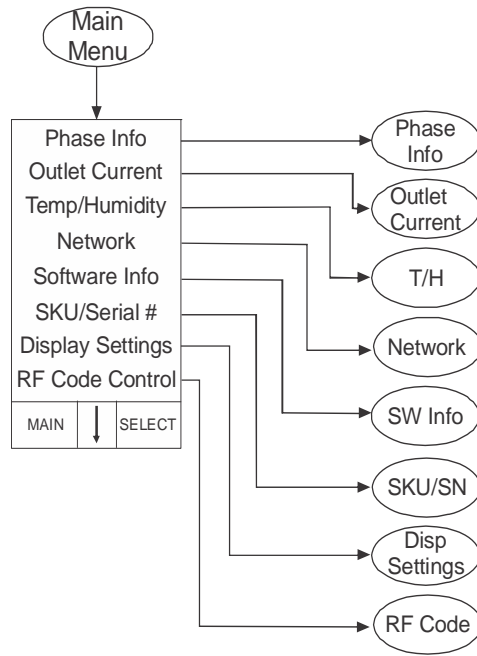 Main
Menu
Phase Info
Outlet Current
Temp/Humidity
Network
Software Info
SKU/Serial #
Display Settings
RF Code Control
MAIN
SELECT
Phase
Info
Outlet
Current
T/H
Network
SW Info
SKU/SN
Disp
Settings
RF Code